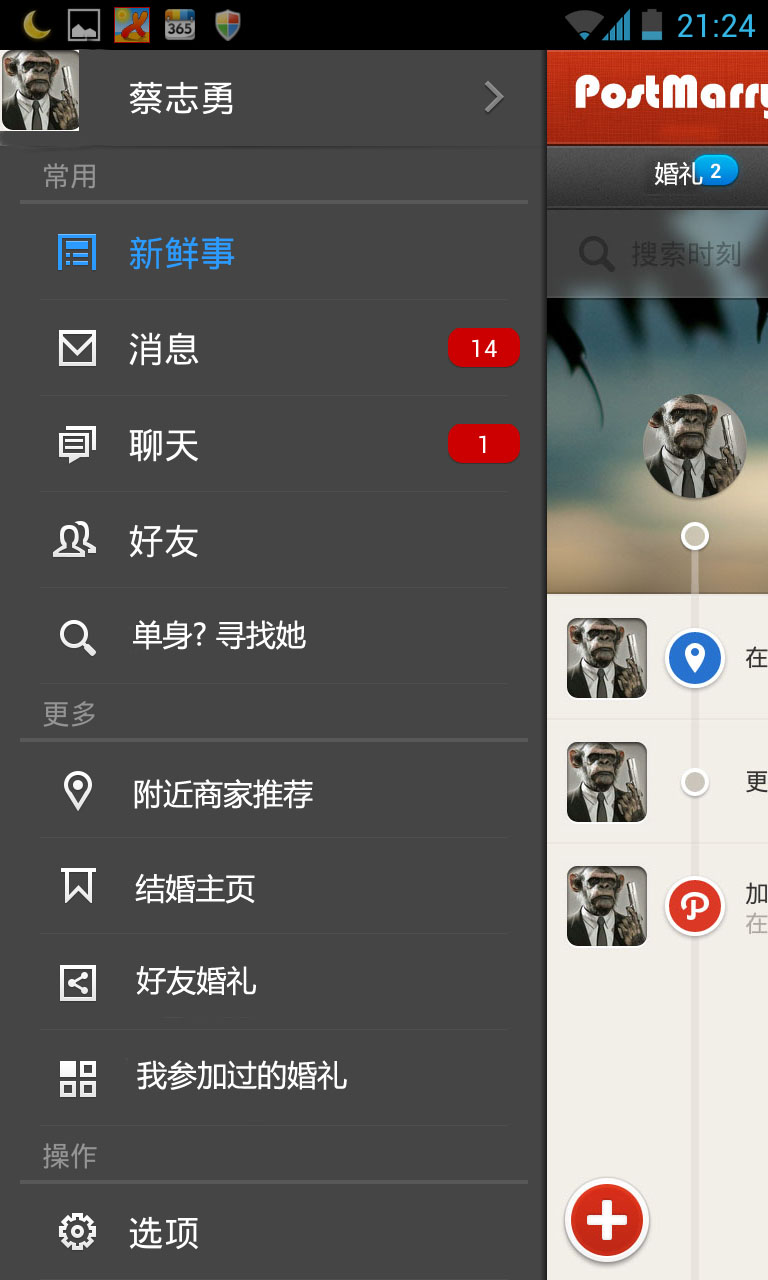 365
21:24
蔡志勇
常用
新鲜事
消息
14
聊天
1
好友
单身? 寻找她
更多
附近商家推荐
结婚主页
好友婚礼
我参加过的婚礼
操作
选项
PostMarry
婚礼
2
搜索时刻
在
更
加
在